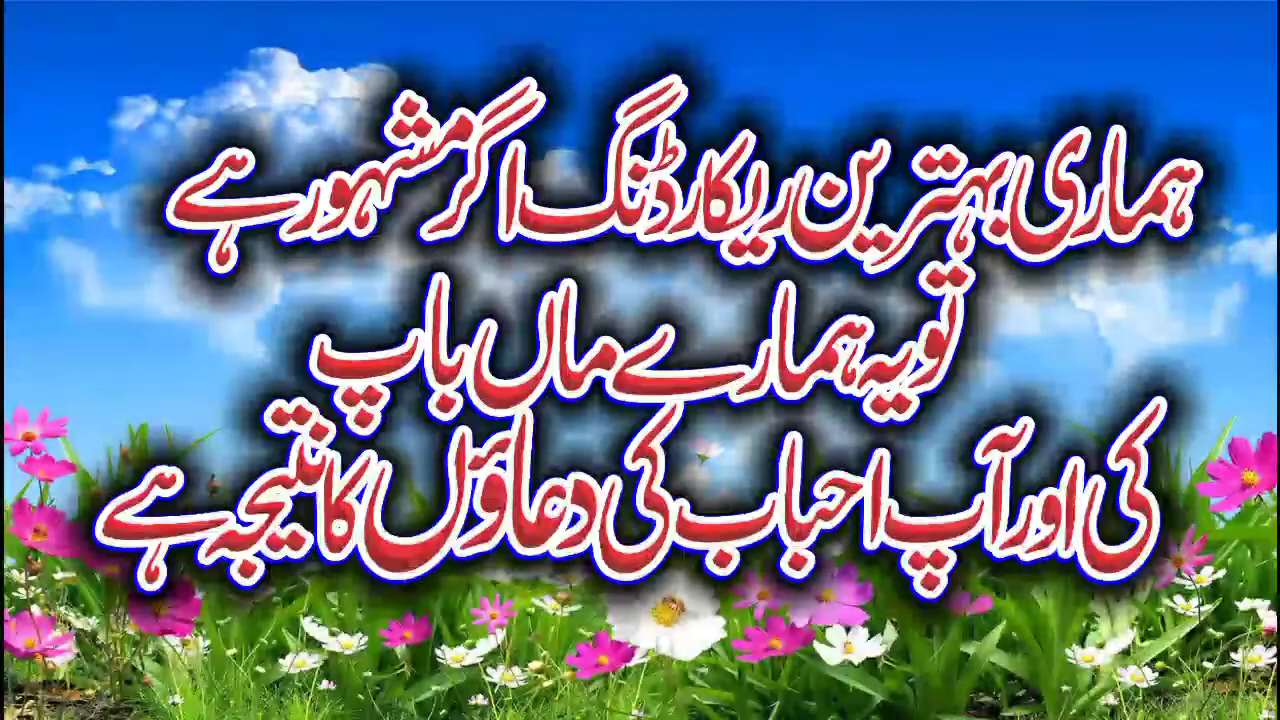 ہماری بہترین ریکارڈنگ اگر مشہور ہے
تو یہ ہمارے ماں باپ
کی اور آپ احباب کی دعاؤں کا نتیجہ ہے